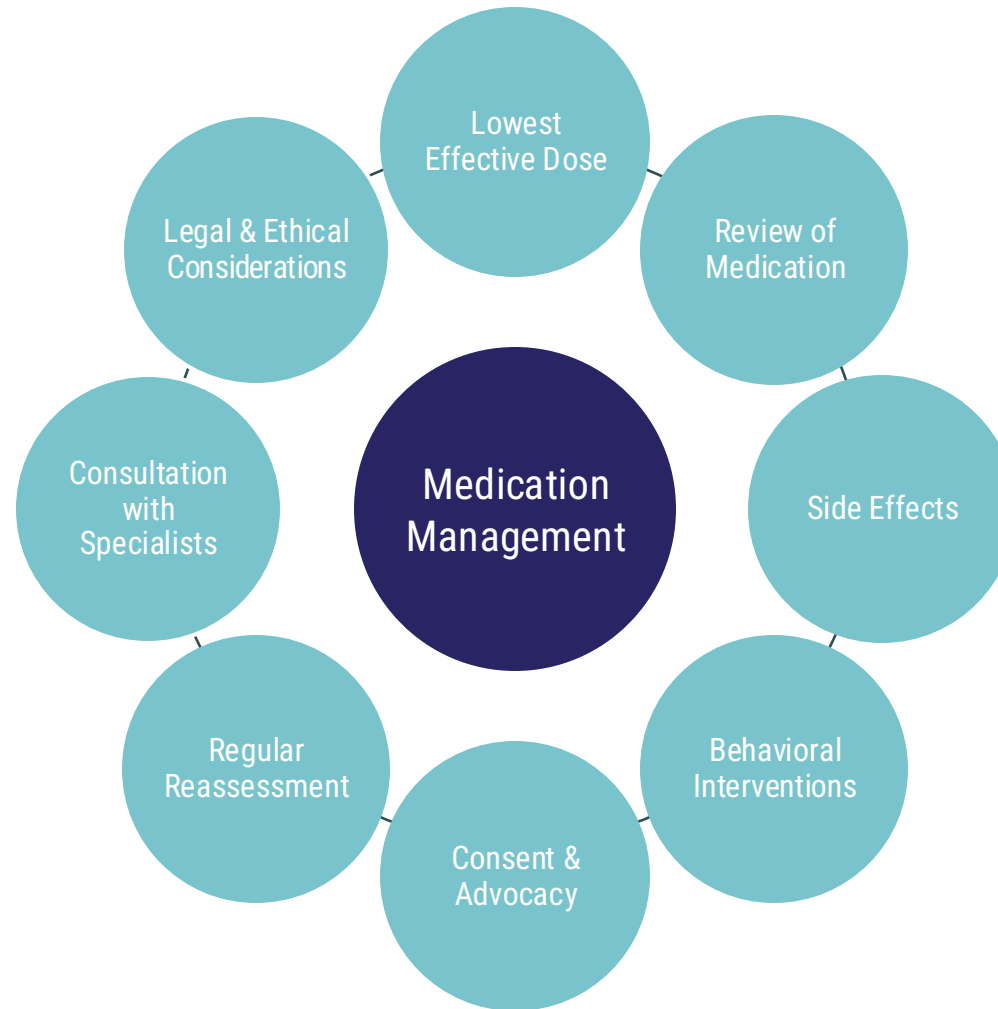 Lowest
Effective Dose
Review of
Medication
Side Effects
Behavioral
Interventions
Consent &
Advocacy
Regular
Reassessment
Consultation
with
Specialists
Legal & Ethical
Considerations
Medication
Management